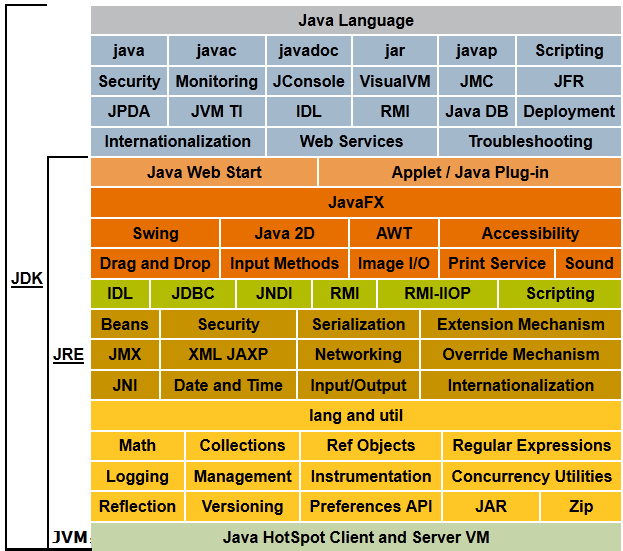 Java Language
java javac javadoc jar javap Scripting
Security Monitoring JConsole VisualVM JMC JFR
JPDA JVM TI IDL RMI Java DB Deployment
Internationalization Web Services Troubleshooting
Java Web Start Applet / Java Plug-in
JavaFX
Swing Java 2D AWT Accessibility
Drag and Drop Input Methods Image I/O Print Service Sound
JDK
IDL JDBC JNDI RMI RMI-IIOP Scripting
Beans Security Serialization Extension Mechanism
JRE JMX XML JAXP Networking Override Mechanism
JNI Date and Time Input/Output Internationalization
lang and util
Math Collections Ref Objects Regular Expressions
Logging Management Instrumentation Concurrency Utilities
Reflection Versioning Preferences API JAR Zip
JVM Java HotSpot Client and Server VM